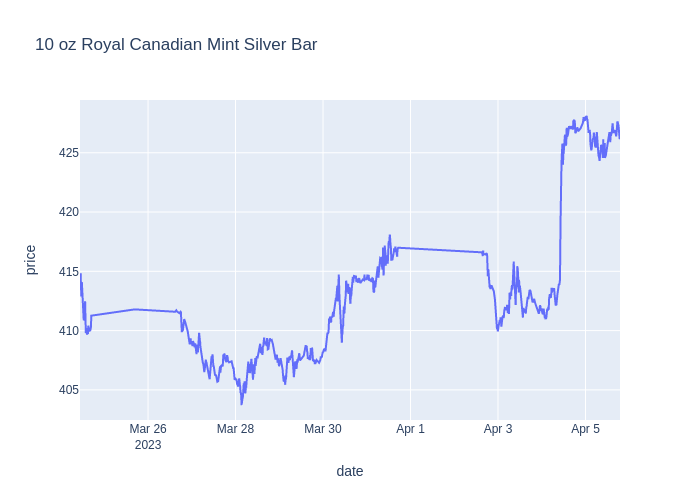 10 oz Royal Canadian Mint Silver Bar
price
425
420
415
410
405
Mar 26
2023
Mar 28
Mar 30
Apr 1
Apr 3
Apr 5
date